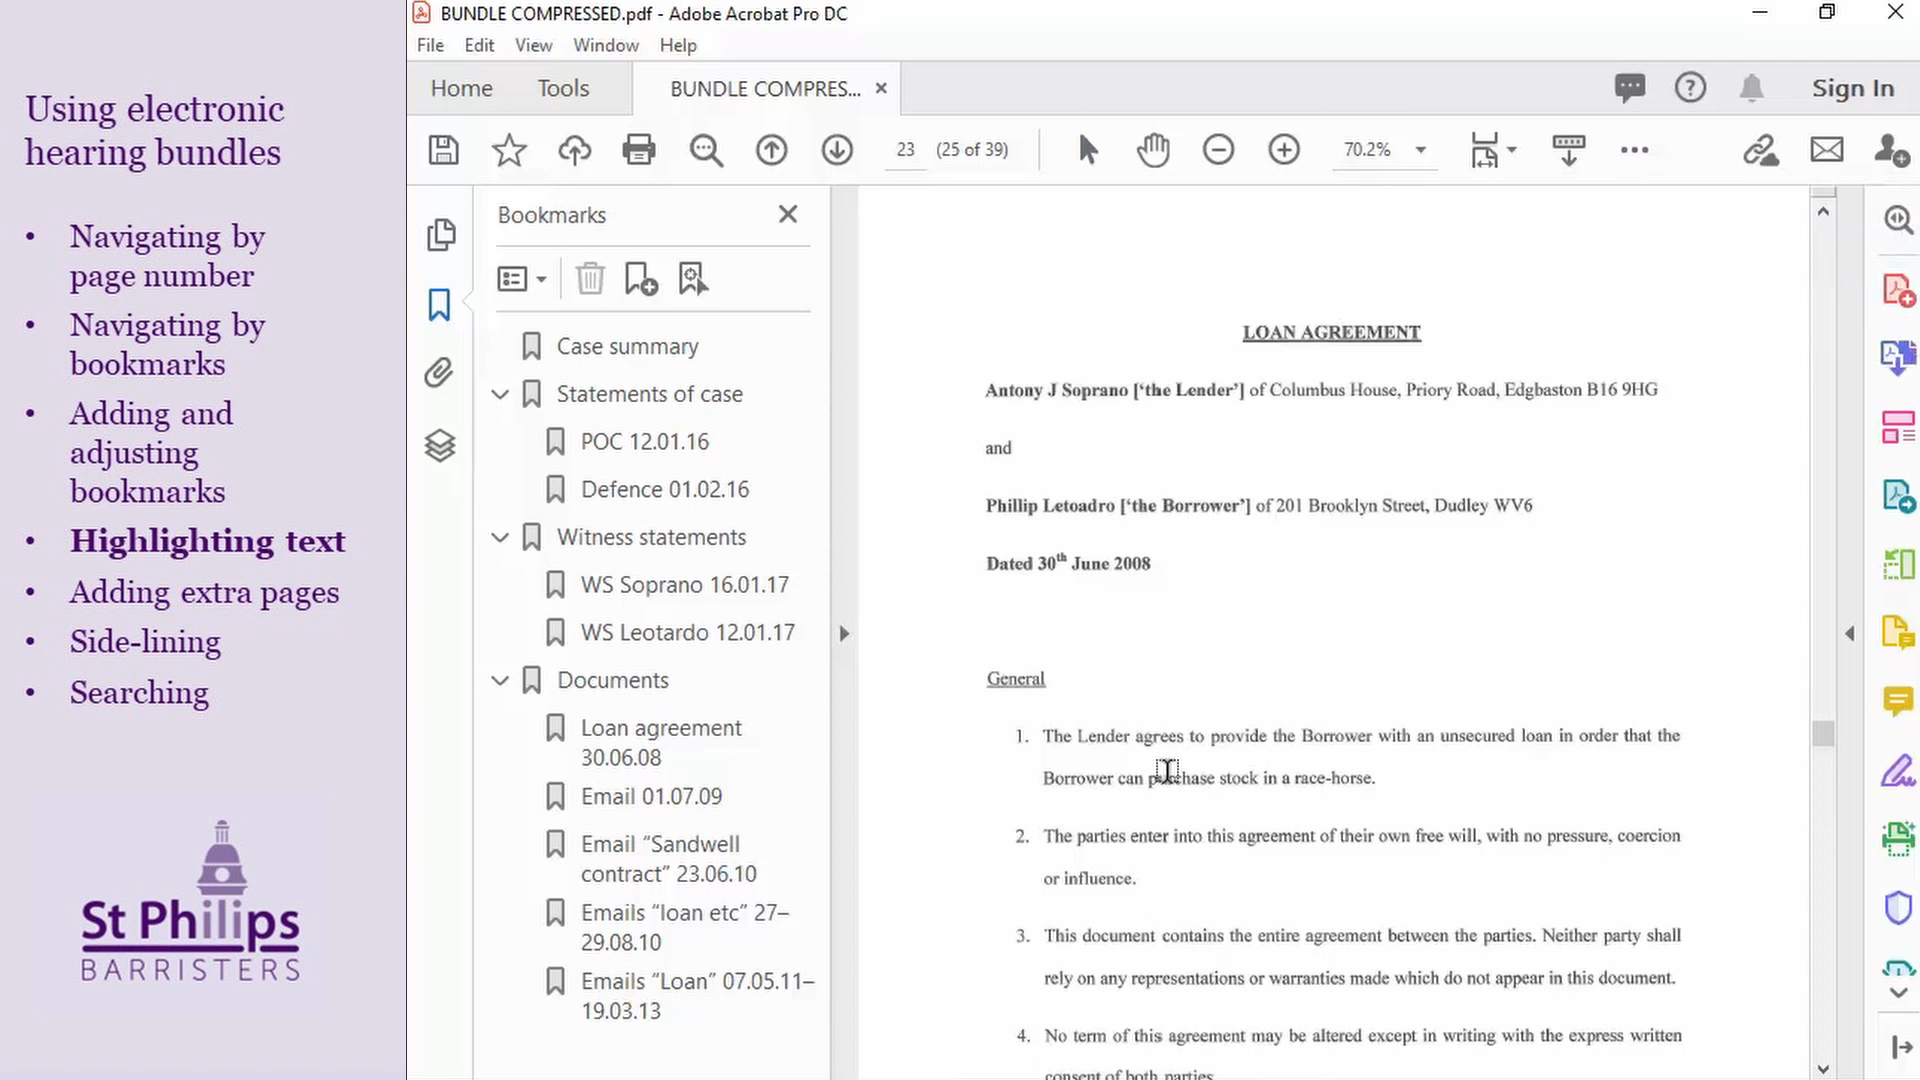 Using electronic
hearing bundles
• Navigating by
page number
• Navigating by
bookmarks
• Adding and
adjusting
bookmarks
• Highlighting text
• Adding extra pages
• Side-lining
• Searching
St Philips
BARRISTERS
BUNDLE COMPRESSED.pdf - Adobe Acrobat Pro DC
File Edit View Window Help
Home Tools BUNDLE COMPRES... Sign In
23 (25 of 39) 70.2%
Bookmarks
Case summary
Statements of case
POC 12.01.16
Defence 01.02.16
Witness statements
WS Soprano 16.01.17
WS Leotardo 12.01.17
Documents
Loan agreement
30.06.08
Email 01.07.09
Email “Sandwell
contract” 23.06.10
Emails “loan etc” 27–
29.08.10
Emails “Loan” 07.05.11–
19.03.13
LOAN AGREEMENT
Antony J Soprano [‘the Lender’] of Columbus House, Priory Road, Edgbaston B16 9HG
and
Phillip Letoadro [‘the Borrower’] of 201 Brooklyn Street, Dudley WV6
Dated 30th June 2008
General
1. The Lender agrees to provide the Borrower with an unsecured loan in order that the
Borrower can purchase stock in a race-horse.
2. The parties enter into this agreement of their own free will, with no pressure, coercion
or influence.
3. This document contains the entire agreement between the parties. Neither party shall
rely on any representations or warranties made which do not appear in this document.
4. No term of this agreement may be altered except in writing with the express written
consent of both parties.